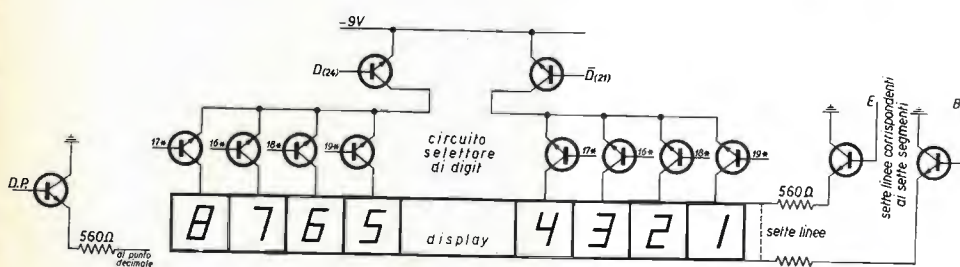 -9V
D(24)
D̄(21)
17*
16*
18*
19*
circuito
selettore
di digit
17*
16*
18*
19*
E
sette linee corrispondenti
ai sette segmenti
B
D.P.
560Ω
al punto
decimale
8 7 6 5
display
4 3 2 1
560Ω
sette linee